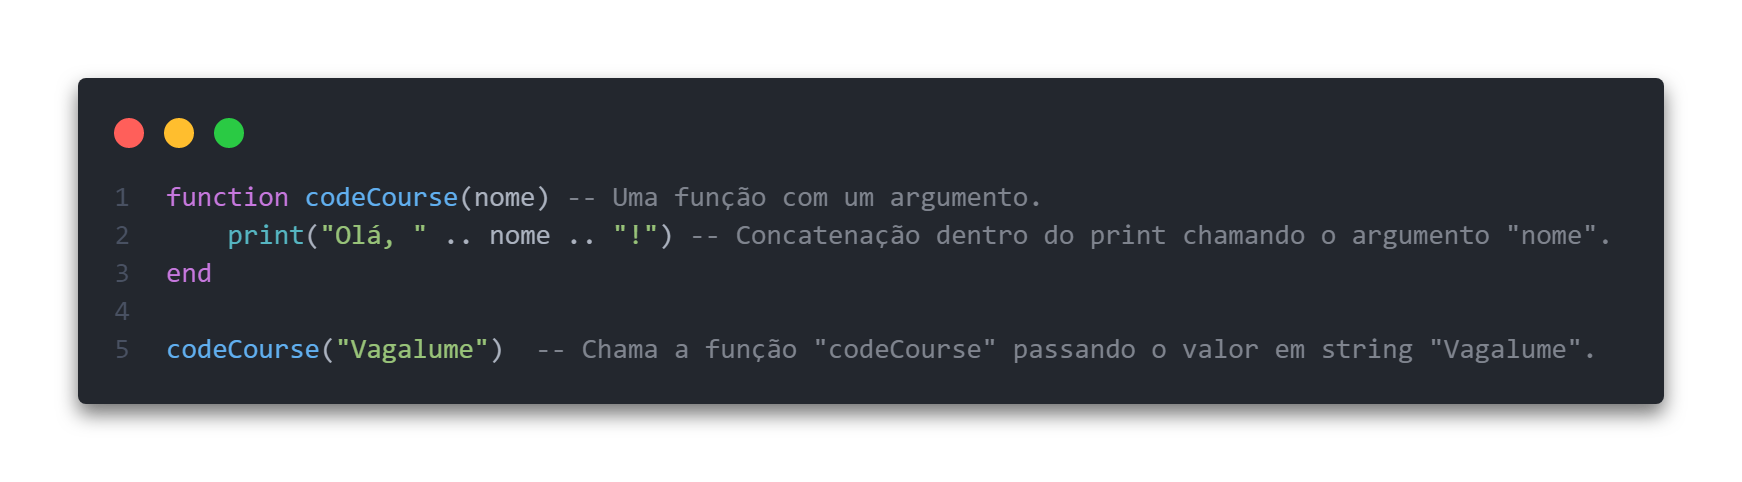 1 function codeCourse(nome) -- Uma função com um argumento.
2     print("Olá, " .. nome .. "!") -- Concatenação dentro do print chamando o argumento "nome".
3 end
4
5 codeCourse("Vagalume")  -- Chama a função "codeCourse" passando o valor em string "Vagalume".